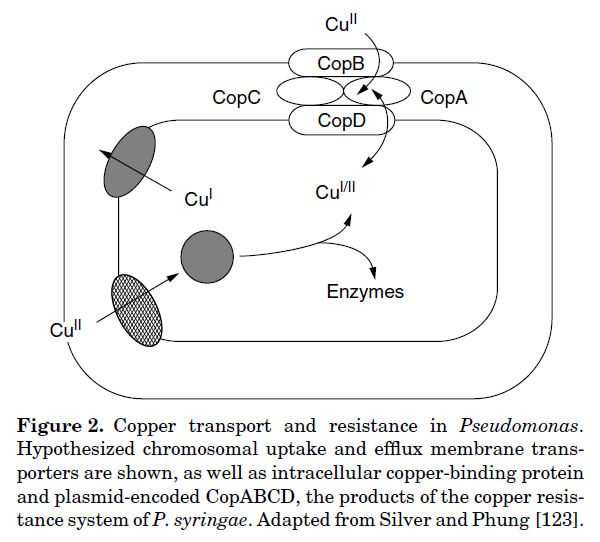 Cu^II
CopB
CopC
CopA
CopD
Cu^I
Cu^I/II
Enzymes
Cu^II
Figure 2. Copper transport and resistance in Pseudomonas.
Hypothesized chromosomal uptake and efflux membrane trans-
porters are shown, as well as intracellular copper-binding protein
and plasmid-encoded CopABCD, the products of the copper resis-
tance system of P. syringae. Adapted from Silver and Phung [123].